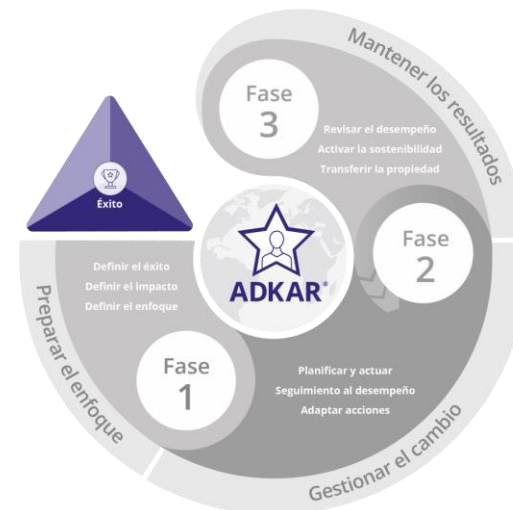 Mantener los resultados
Fase
3
Revisar el desempeño
Activar la sostenibilidad
Transferir la propiedad
Éxito
Fase
2
ADKAR®
Definir el éxito
Definir el impacto
Definir el enfoque
Preparar el enfoque
Fase
1
Planificar y actuar
Seguimiento al desempeño
Adaptar acciones
Gestionar el cambio